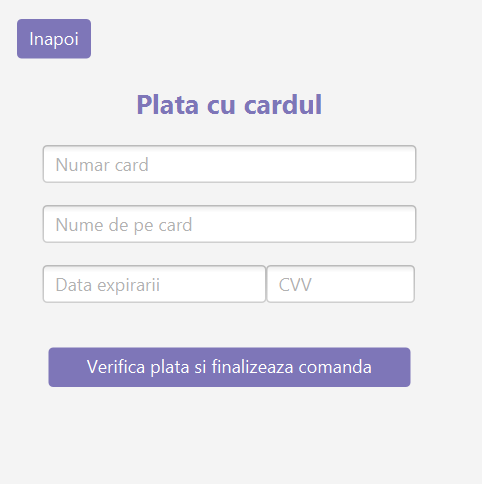 Inapoi
Plata cu cardul
Numar card
Nume de pe card
Data expirarii CVV
Verifica plata si finalizeaza comanda